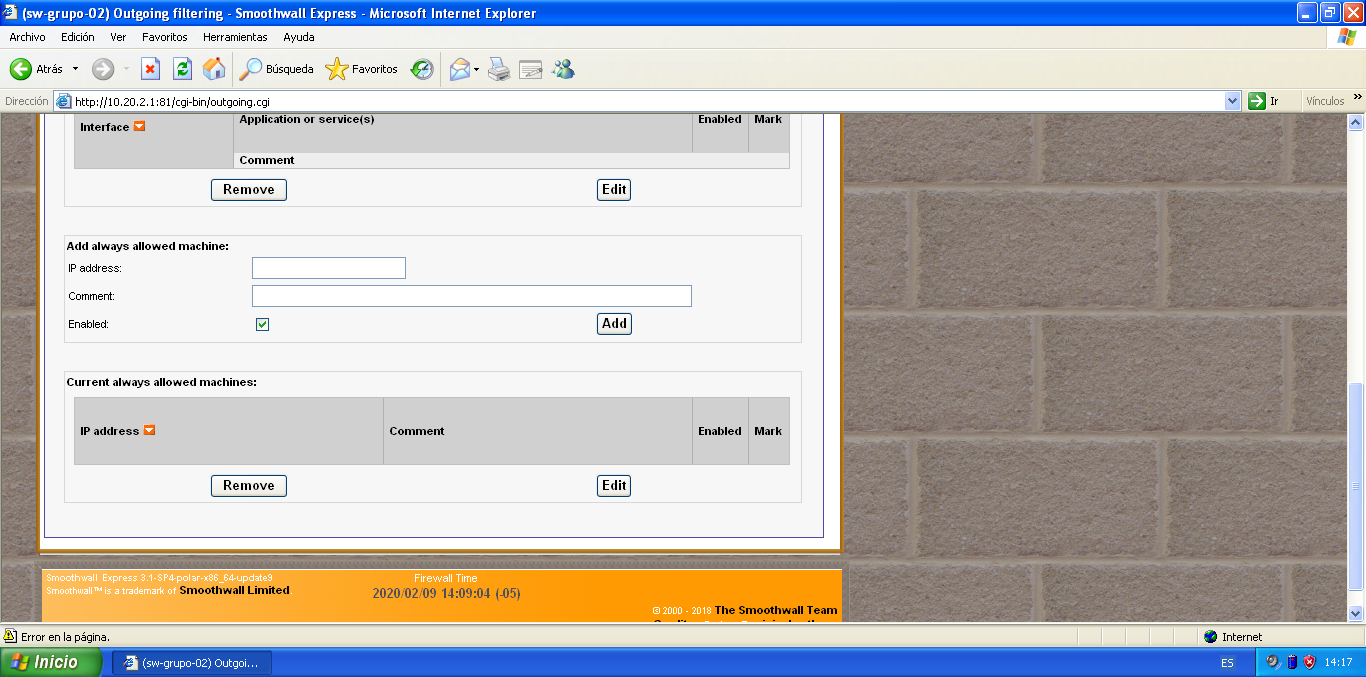 (sw-grupo-02) Outgoing filtering - Smoothwall Express - Microsoft Internet Explorer
Archivo Edición Ver Favoritos Herramientas Ayuda
Atrás Búsqueda Favoritos
Dirección http://10.20.2.1:81/cgi-bin/outgoing.cgi Ir Vínculos »
Interface Application or service(s) Enabled Mark
Comment
Remove Edit
Add always allowed machine:
IP address:
Comment:
Enabled: Add
Current always allowed machines:
IP address Comment Enabled Mark
Remove Edit
Smoothwall Express 3.1-SP4-polar-x86_64-update9
Smoothwall™ is a trademark of Smoothwall Limited
Firewall Time
2020/02/09 14:09:04 (-05)
© 2000 - 2018 The Smoothwall Team
Error en la página. Internet
Inicio (sw-grupo-02) Outgoi... ES 14:17